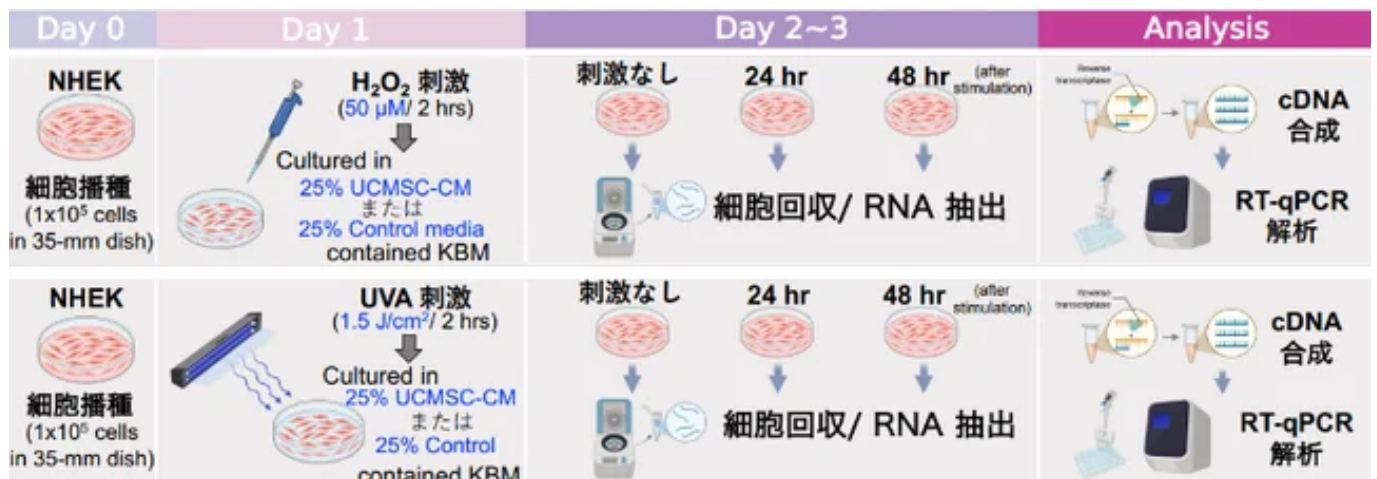 Day 0
Day 1
Day 2~3
Analysis
NHEK
細胞播種
(1x10⁵ cells
in 35-mm dish)
H₂O₂ 刺激
(50 μM/ 2 hrs)
Cultured in
25% UCMSC-CM
または
25% Control media
contained KBM
刺激なし
24 hr
48 hr (after
stimulation)
細胞回収/ RNA 抽出
Reverse
transcriptase
cDNA
合成
RT-qPCR
解析
NHEK
細胞播種
(1x10⁵ cells
in 35-mm dish)
UVA 刺激
(1.5 J/cm²/ 2 hrs)
Cultured in
25% UCMSC-CM
または
25% Control
contained KBM
刺激なし
24 hr
48 hr (after
stimulation)
細胞回収/ RNA 抽出
Reverse
transcriptase
cDNA
合成
RT-qPCR
解析